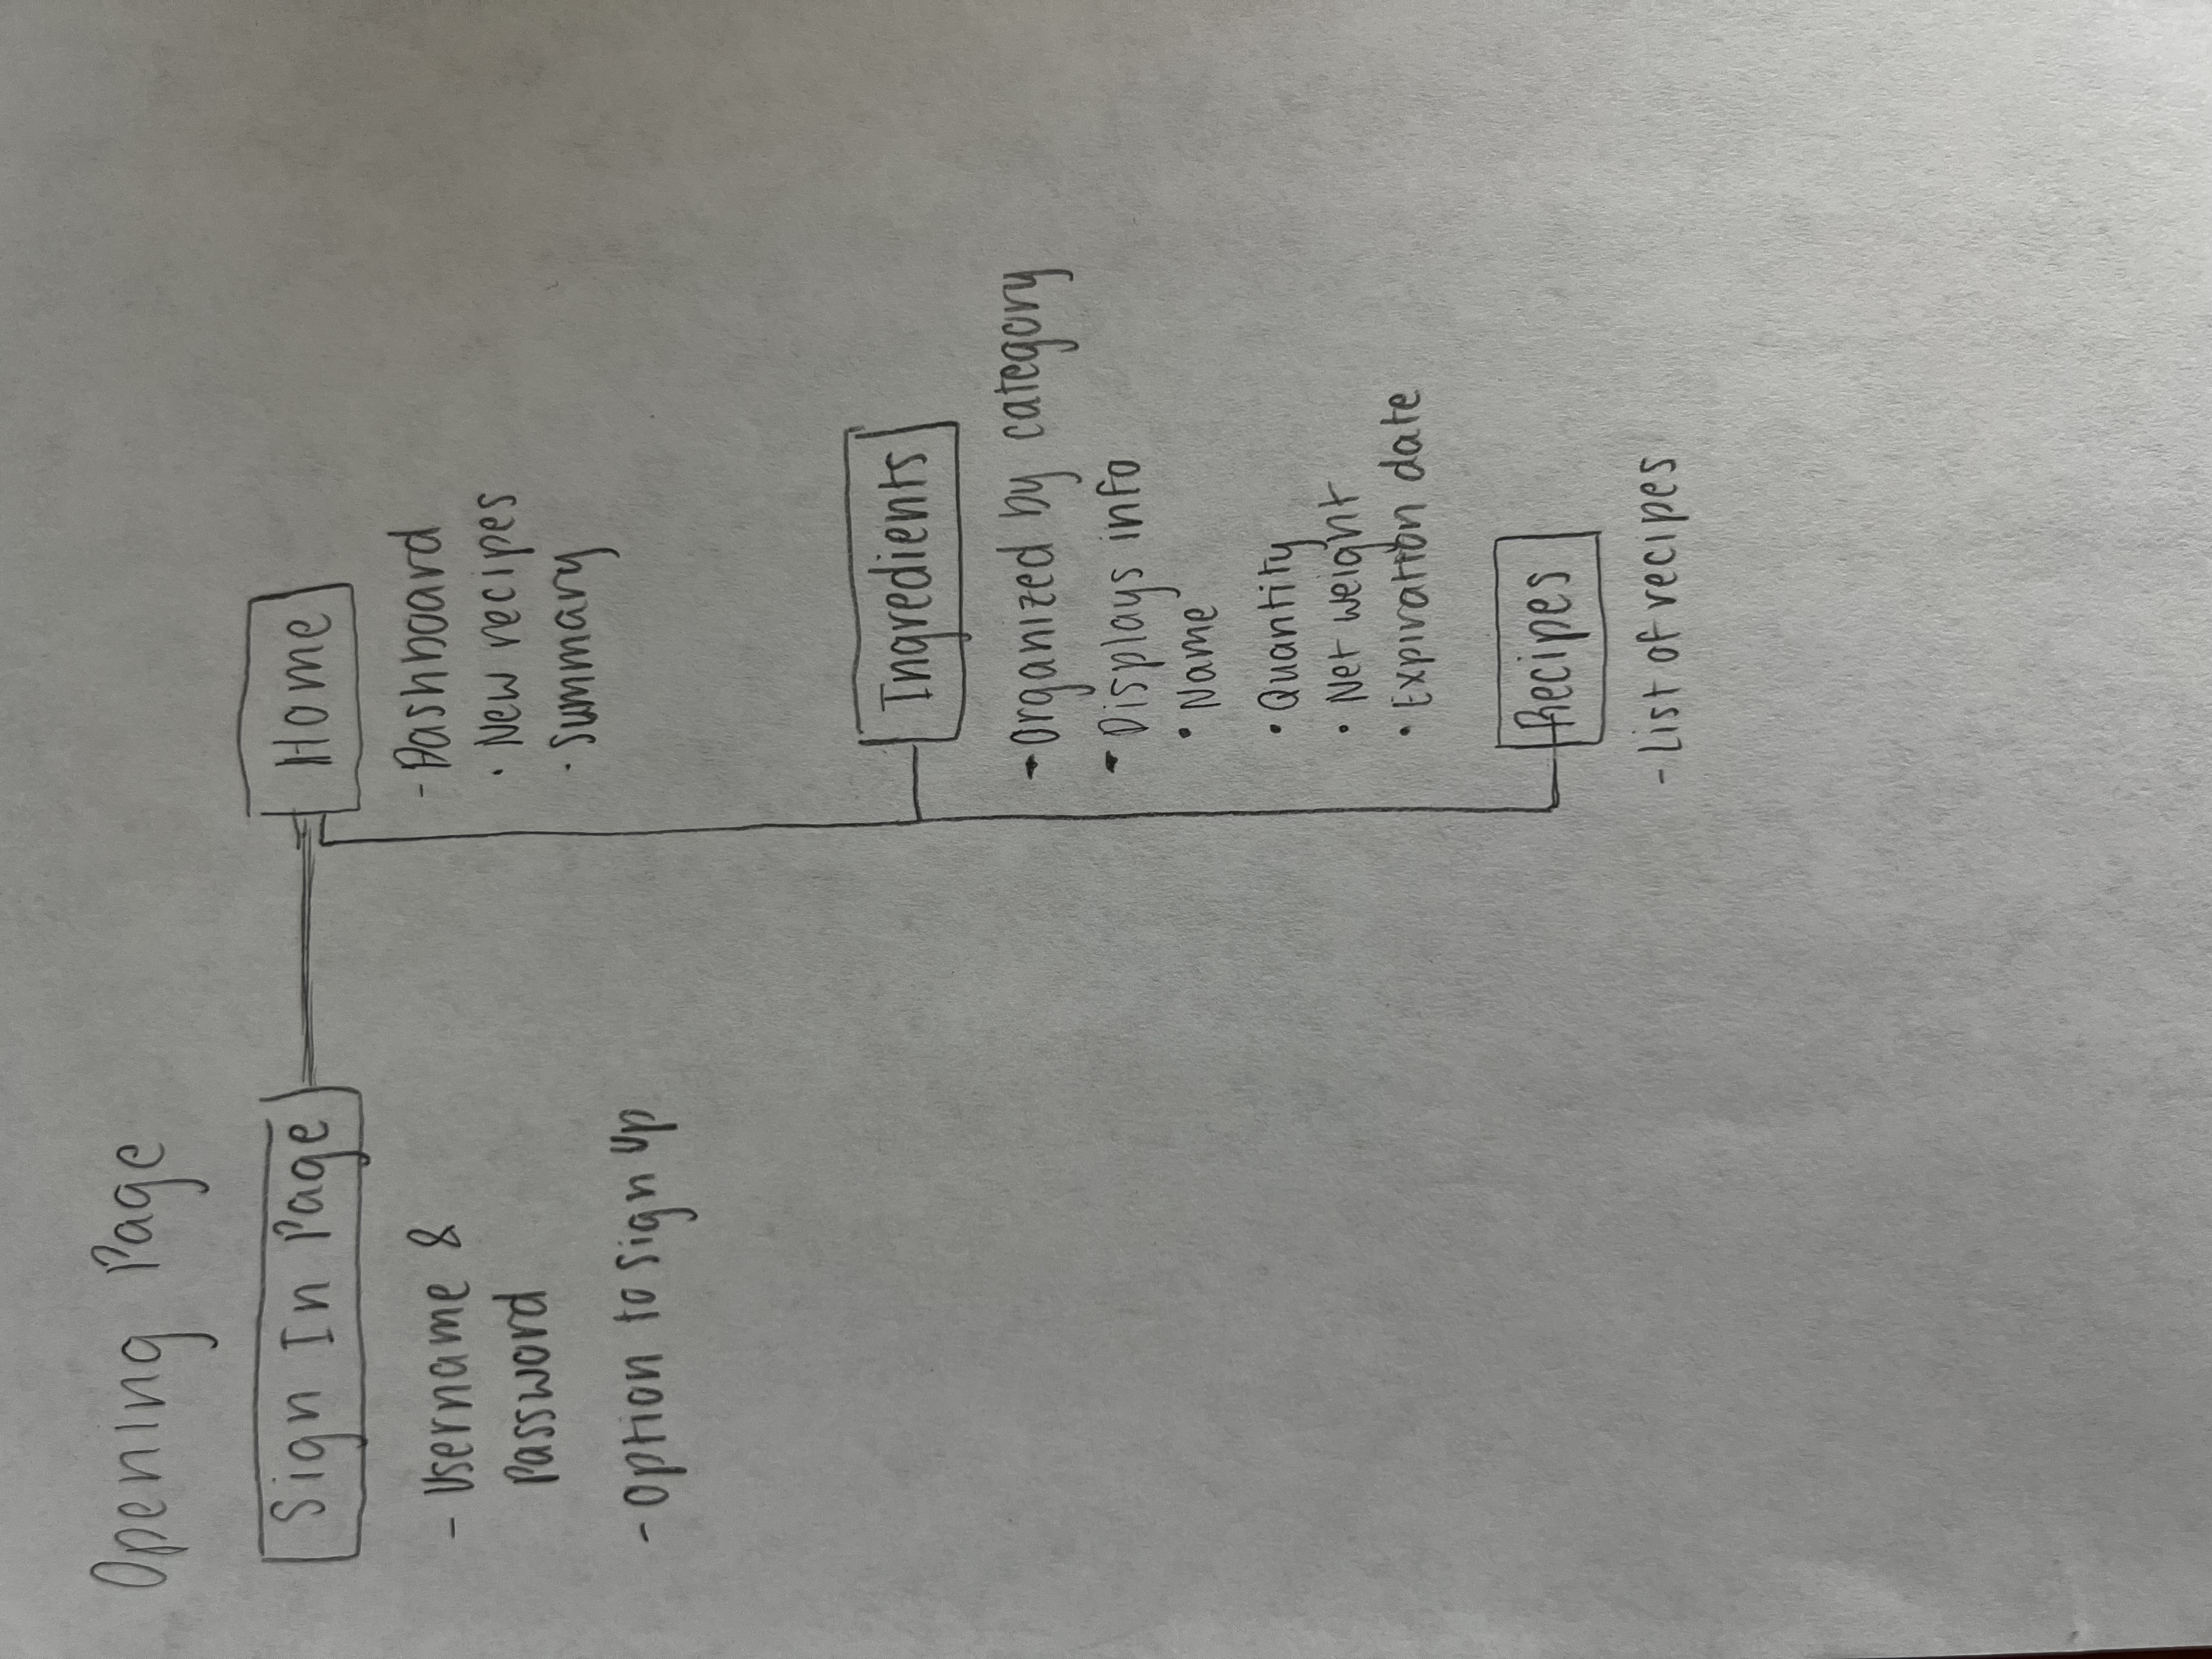 Opening Page
Sign In Page
- Username &
Password
- Option to sign up
Home
- Dashboard
• New recipes
• Summary
Ingredients
- Organized by category
- Displays info
• Name
• Quantity
• Net weight
• Expiration date
Recipes
- List of recipes